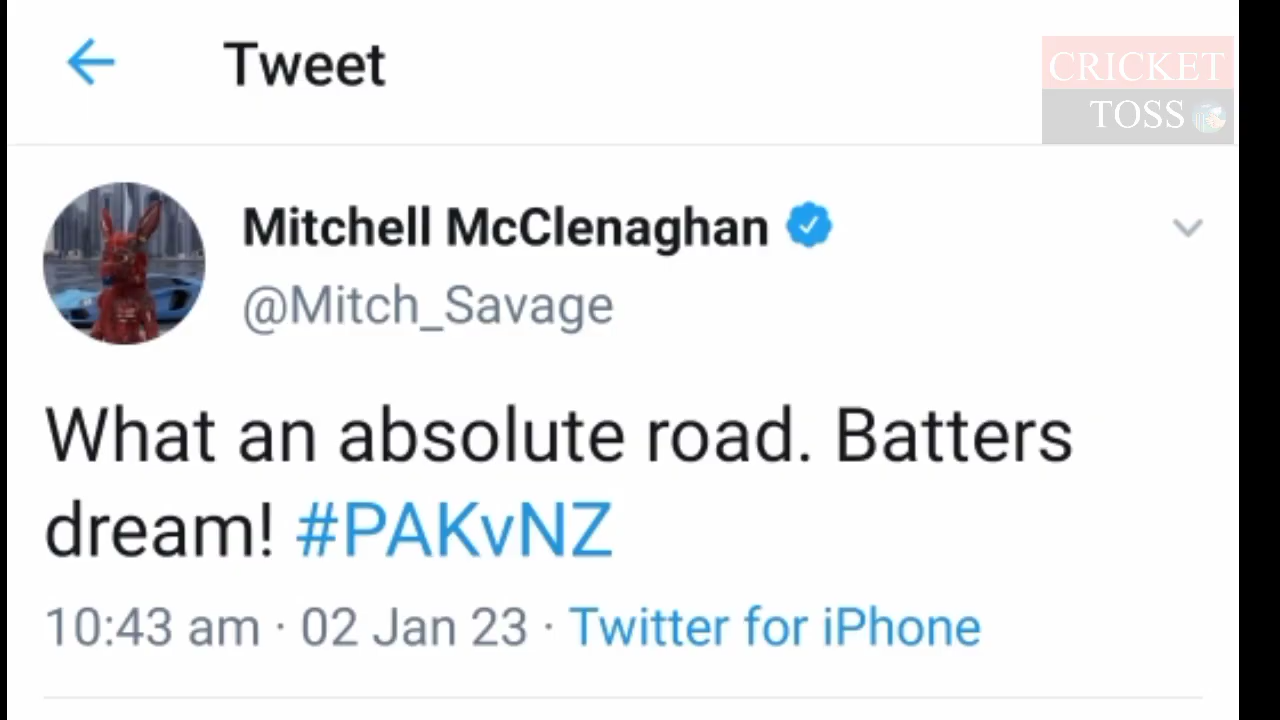 Tweet
CRICKET
TOSS
Mitchell McClenaghan
@Mitch_Savage
What an absolute road. Batters
dream! #PAKvNZ
10:43 am · 02 Jan 23 · Twitter for iPhone